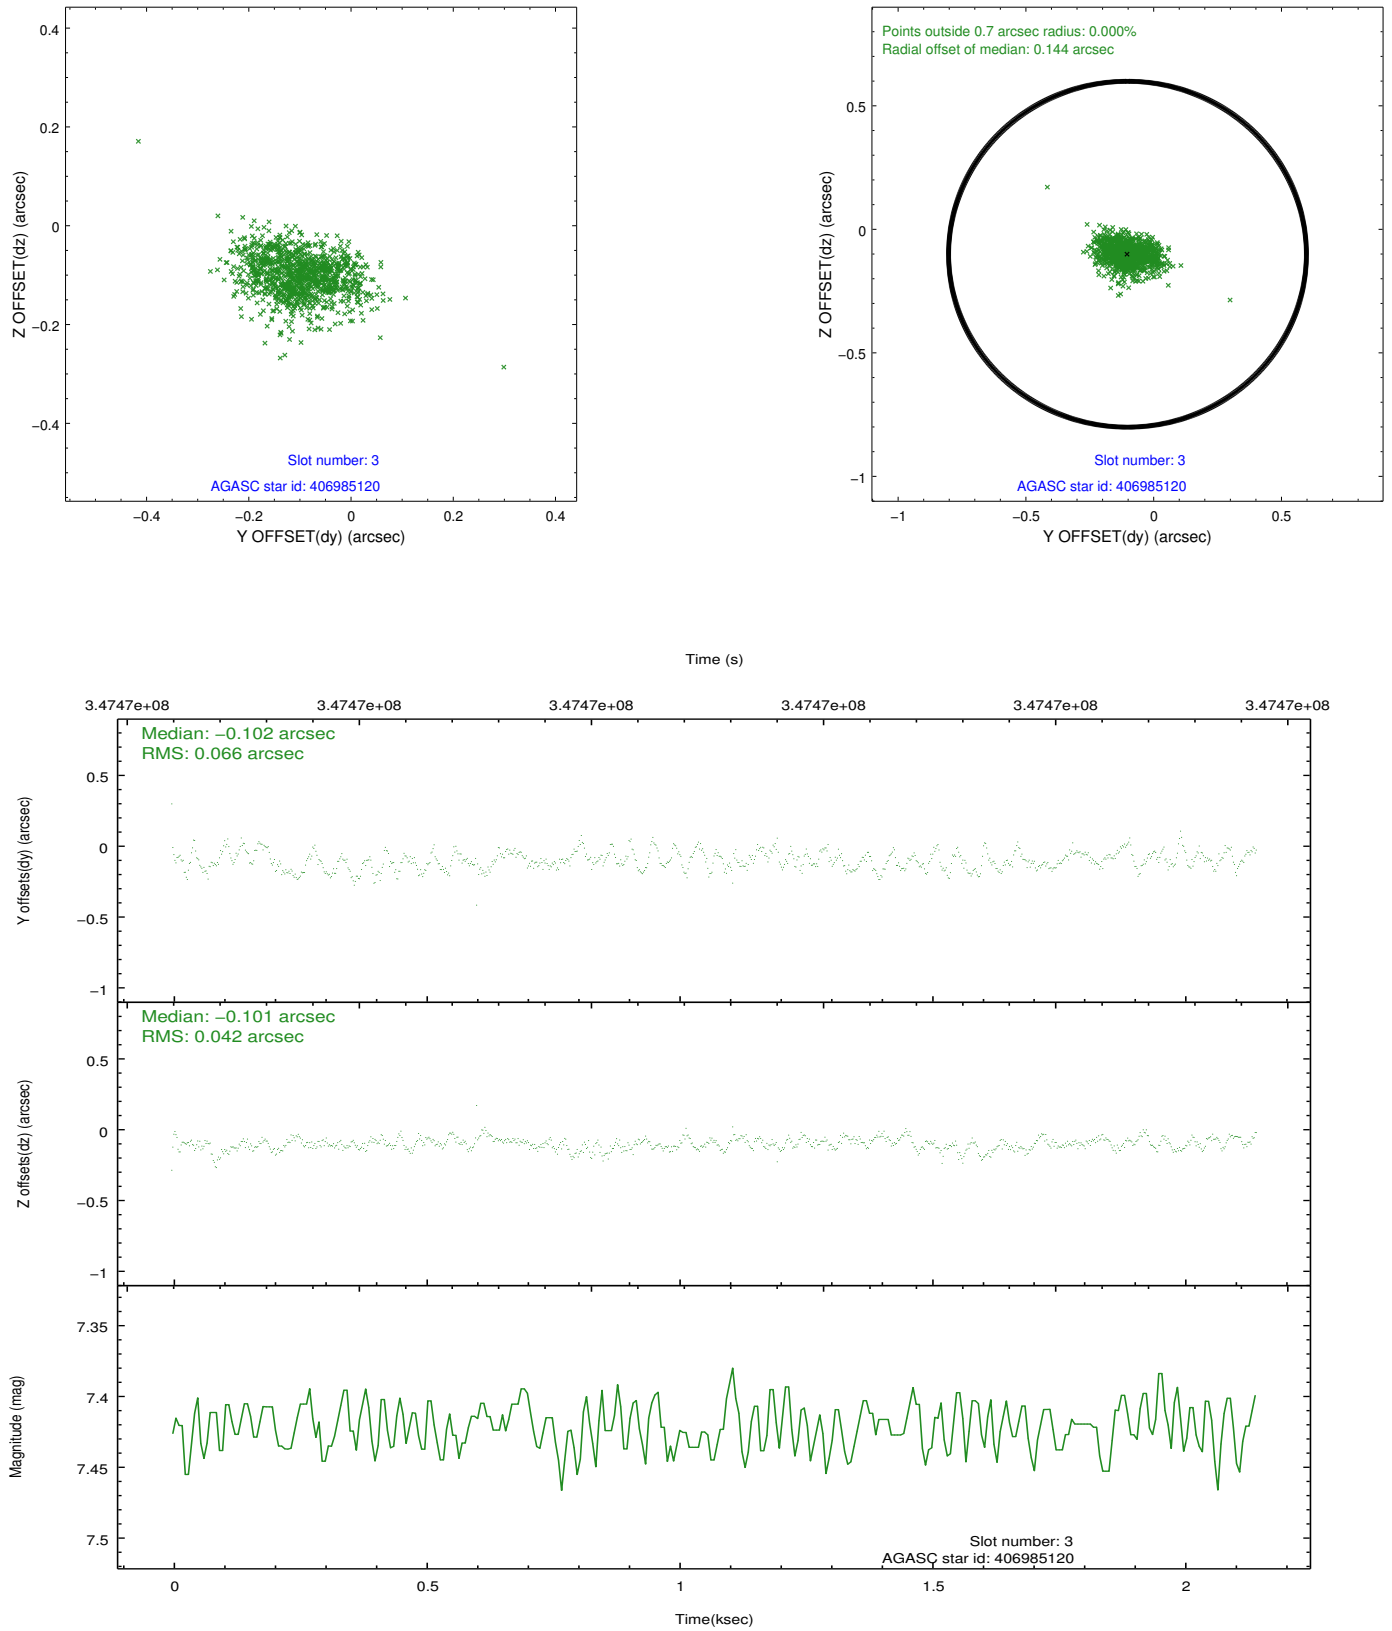 0.4
0.2
0
−0.2
−0.4
Z OFFSET(dz) (arcsec)
Slot number: 3
AGASC star id: 406985120
−0.4 −0.2 0 0.2 0.4
Y OFFSET(dy) (arcsec)
Points outside 0.7 arcsec radius: 0.000%
Radial offset of median: 0.144 arcsec
0.5
0
−0.5
−1
Z OFFSET(dz) (arcsec)
Slot number: 3
AGASC star id: 406985120
−1 −0.5 0 0.5
Y OFFSET(dy) (arcsec)
Time (s)
3.4747e+08 3.4747e+08 3.4747e+08 3.4747e+08 3.4747e+08 3.4747e+08
Median: −0.102 arcsec
RMS: 0.066 arcsec
0.5
0
−0.5
−1
Y offsets(dy) (arcsec)
Median: −0.101 arcsec
RMS: 0.042 arcsec
0.5
0
−0.5
−1
Z offsets(dz) (arcsec)
7.35
7.4
7.45
7.5
Magnitude (mag)
Slot number: 3
AGASC star id: 406985120
0 0.5 1 1.5 2
Time(ksec)